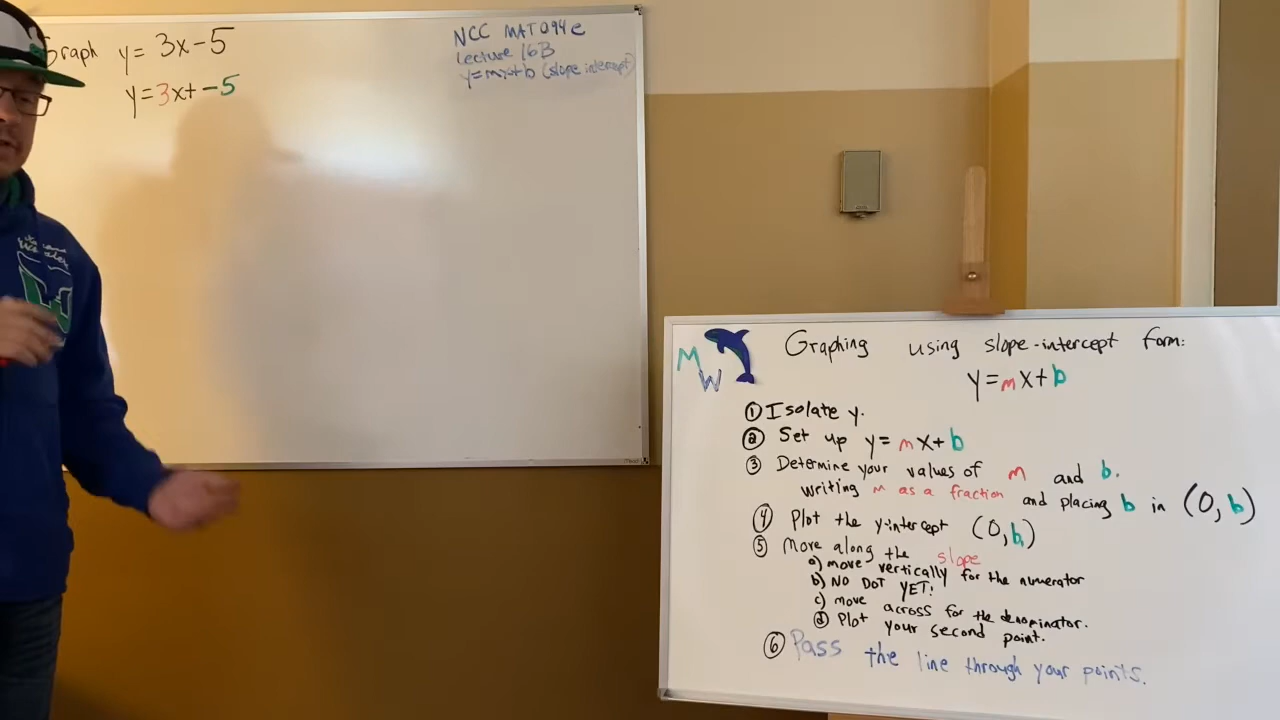 Graph y = 3x-5
y=3x+-5
NCC MAT094e
Lecture 16B
y=mx+b (slope intercept)
MW
Graphing using slope-intercept form:
y=mx+b
① Isolate y.
② Set up y= mx+b
③ Determine your values of m and b.
writing m as a fraction and placing b in (0,b)
④ Plot the y-intercept (0,b)
⑤ Move along the slope
a) move vertically for the numerator
b) NO DOT YET!
c) move across for the denominator.
d) Plot your second point.
⑥ Pass the line through your points.